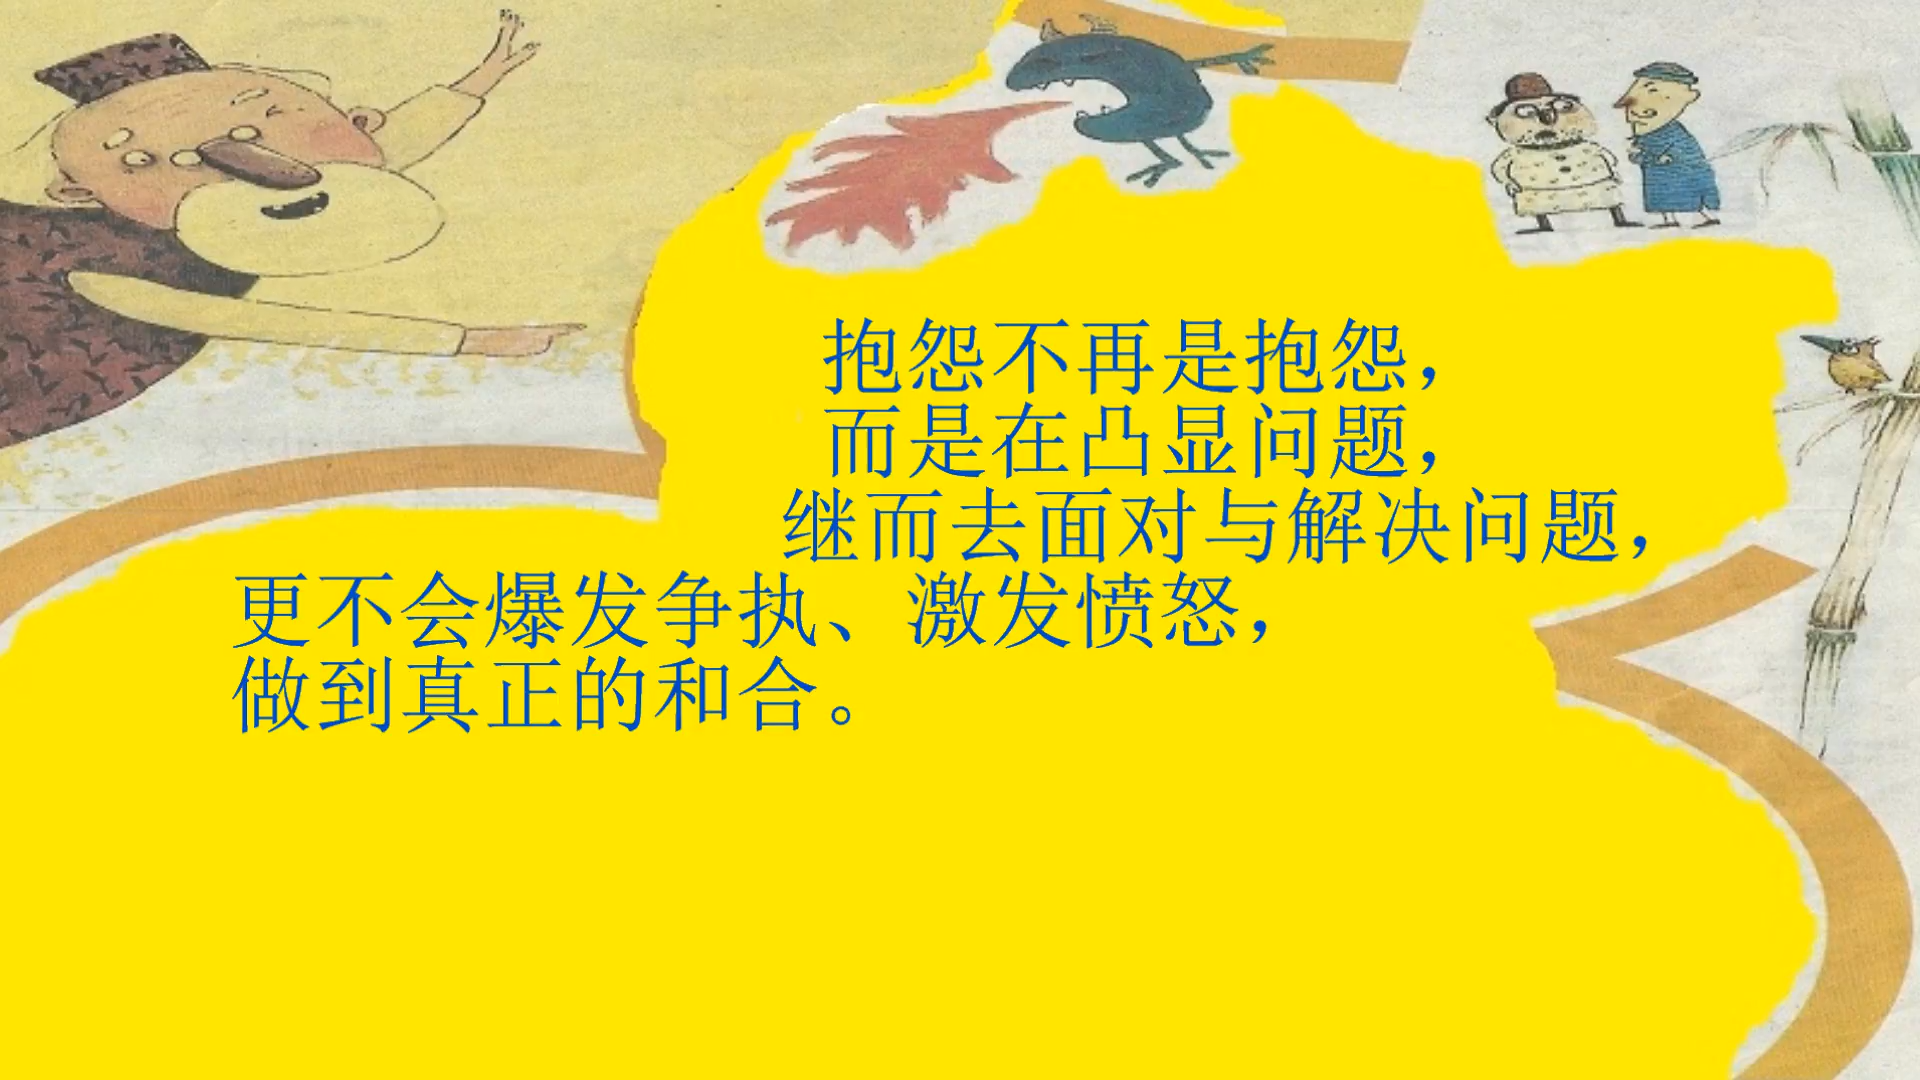 抱怨不再是抱怨，
而是在凸显问题，
继而去面对与解决问题，
更不会爆发争执、激发愤怒，
做到真正的和合。